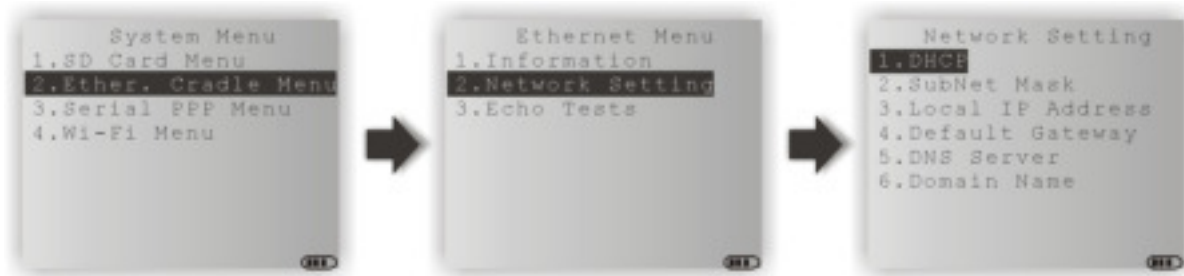 System Menu
1.SD Card Menu
2.Ether. Cradle Menu
3.Serial PPP Menu
4.Wi-Fi Menu
Ethernet Menu
1.Information
2.Network Setting
3.Echo Tests
Network Setting
1.DHCP
2.SubNet Mask
3.Local IP Address
4.Default Gateway
5.DNS Server
6.Domain Name